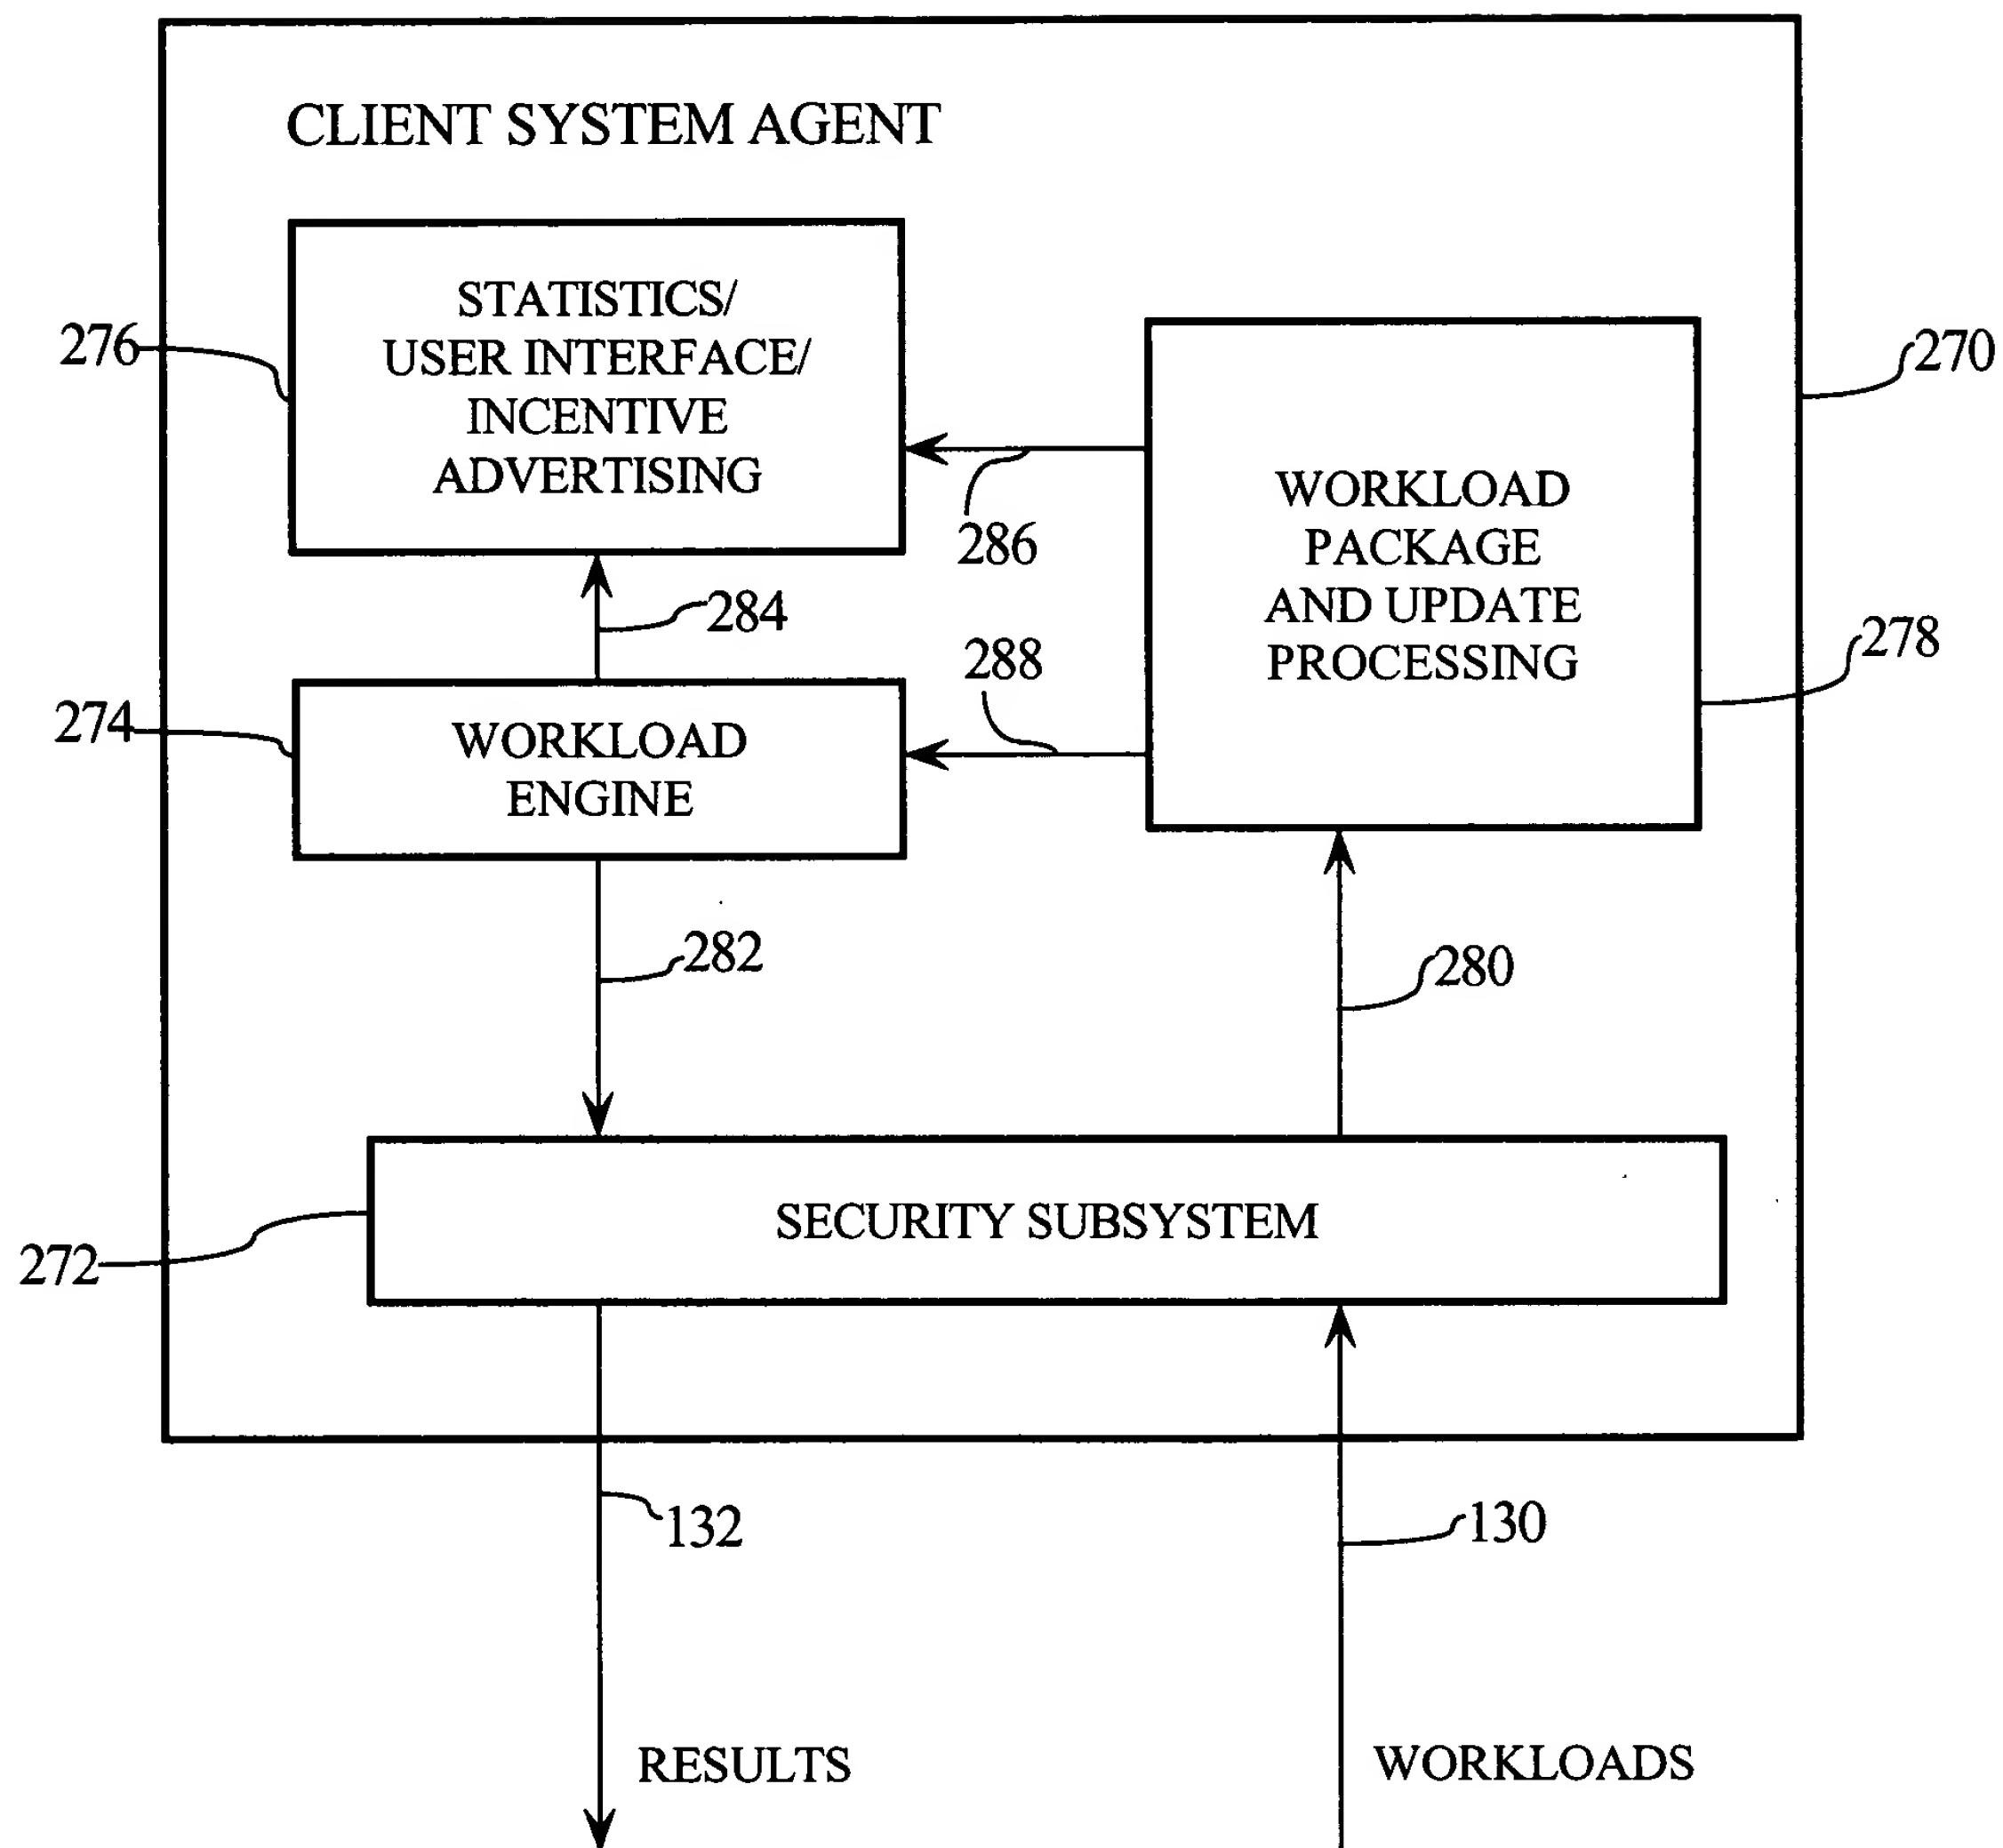 CLIENT SYSTEM AGENT
STATISTICS/
USER INTERFACE/
INCENTIVE
ADVERTISING
276
270
WORKLOAD
PACKAGE
AND UPDATE
PROCESSING
286
284
288
278
274
WORKLOAD
ENGINE
282
280
SECURITY SUBSYSTEM
272
132
130
RESULTS
WORKLOADS